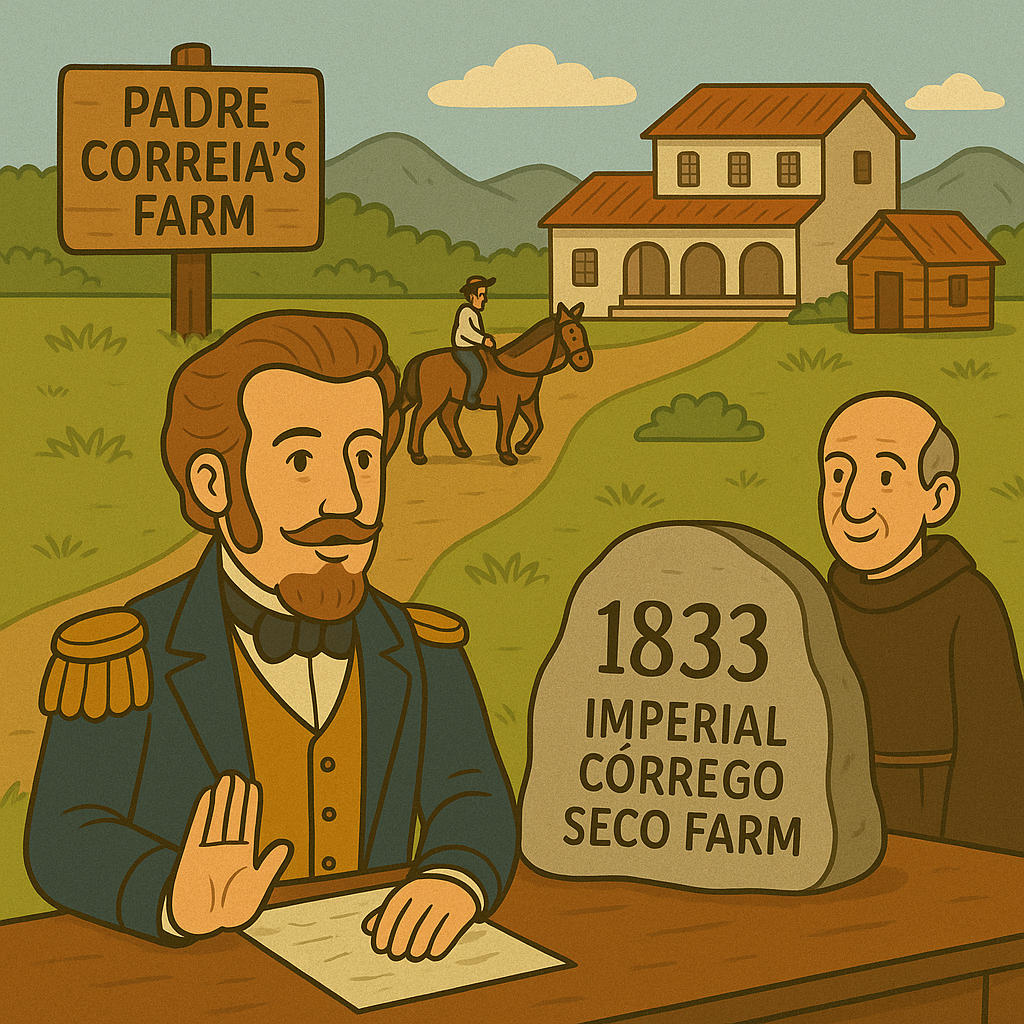 PADRE
CORREIA'S
FARM
1833
IMPERIAL
CÓRREGO
SECO FARM